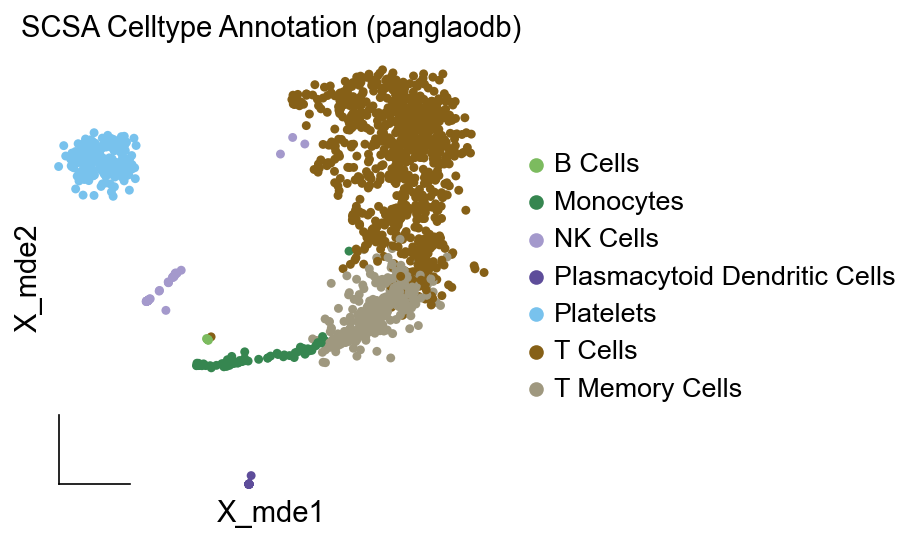 SCSA Celltype Annotation (panglaodb)
X_mde2
X_mde1
B Cells
Monocytes
NK Cells
Plasmacytoid Dendritic Cells
Platelets
T Cells
T Memory Cells